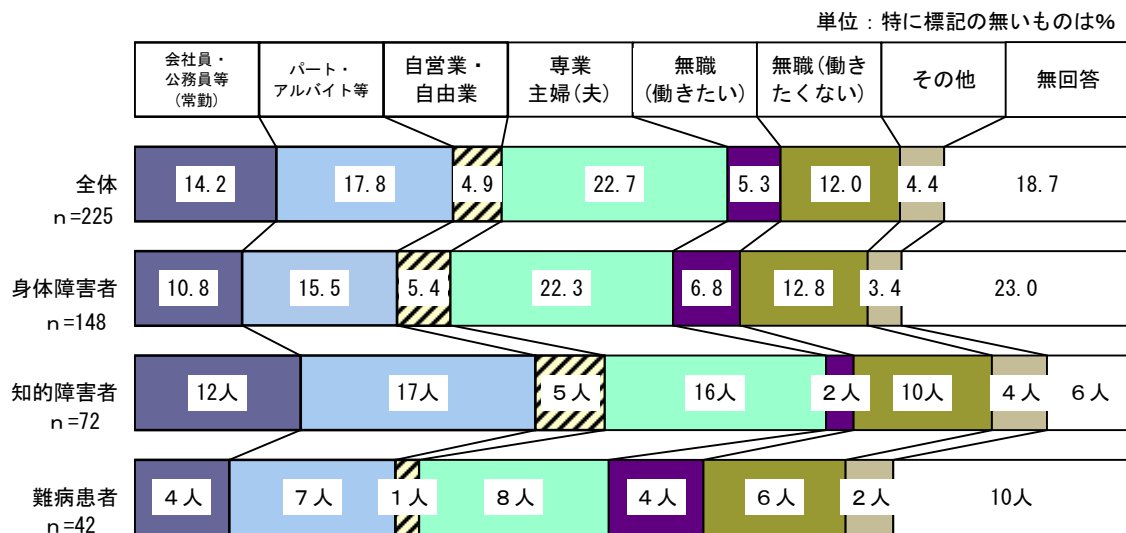 単位：特に標記の無いものは%
会社員・
公務員等
(常勤)
パート・
アルバイト等
自営業・
自由業
専業
主婦(夫)
無職
(働きたい)
無職(働き
たくない)
その他
無回答
全体
n=225
14.2
17.8
4.9
22.7
5.3
12.0
4.4
18.7
身体障害者
n=148
10.8
15.5
5.4
22.3
6.8
12.8
3.4
23.0
知的障害者
n=72
12人
17人
５人
16人
２人
10人
４人
６人
難病患者
n=42
４人
７人
１人
８人
４人
６人
２人
10人